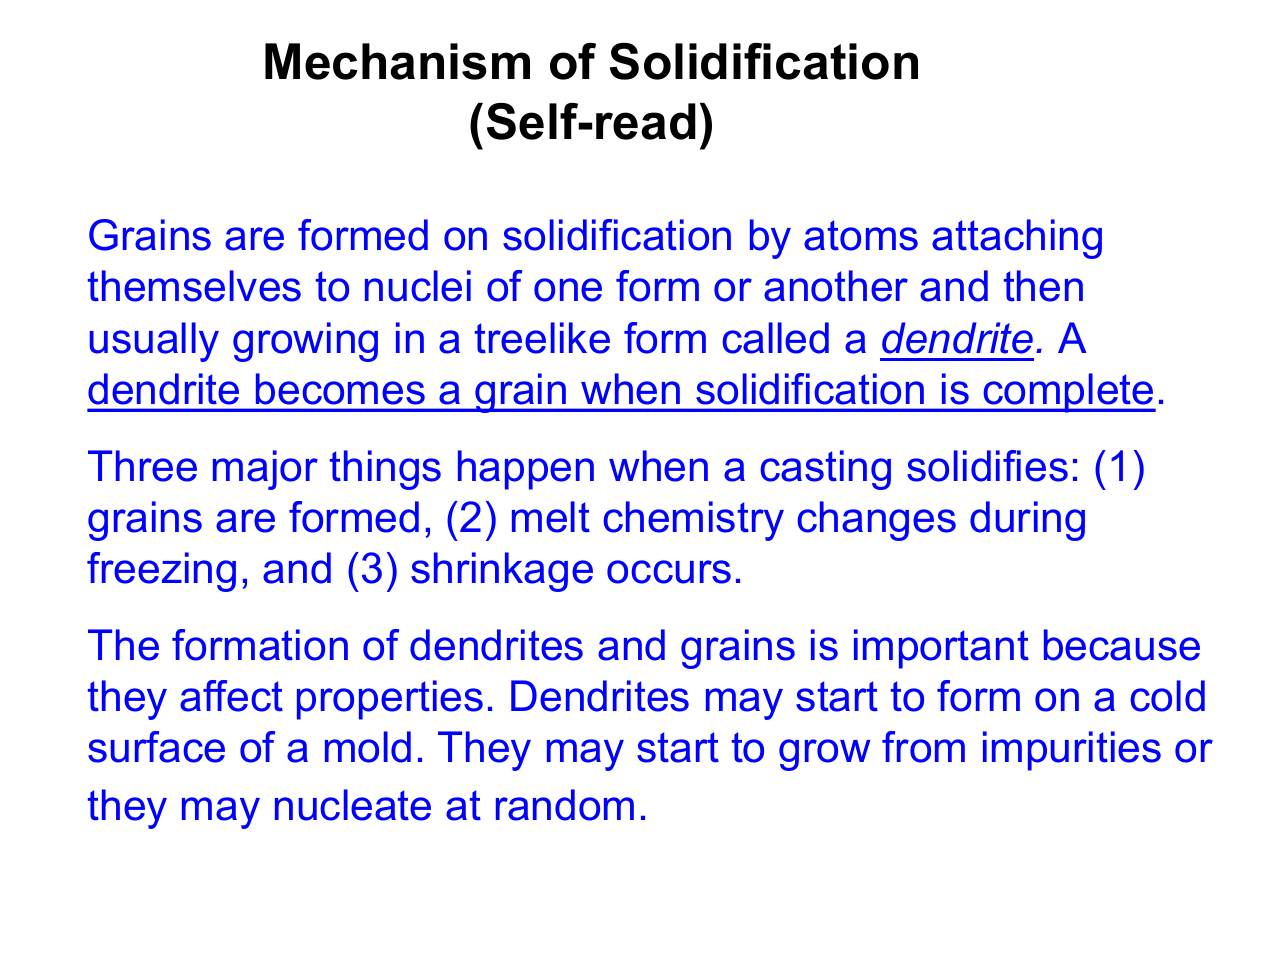 Mechanism of Solidification
(Self-read)
Grains are formed on solidification by atoms attaching
themselves to nuclei of one form or another and then
usually growing in a treelike form called a dendrite. A
dendrite becomes a grain when solidification is complete.
Three major things happen when a casting solidifies: (1)
grains are formed, (2) melt chemistry changes during
freezing, and (3) shrinkage occurs.
The formation of dendrites and grains is important because
they affect properties. Dendrites may start to form on a cold
surface of a mold. They may start to grow from impurities or
they may nucleate at random.